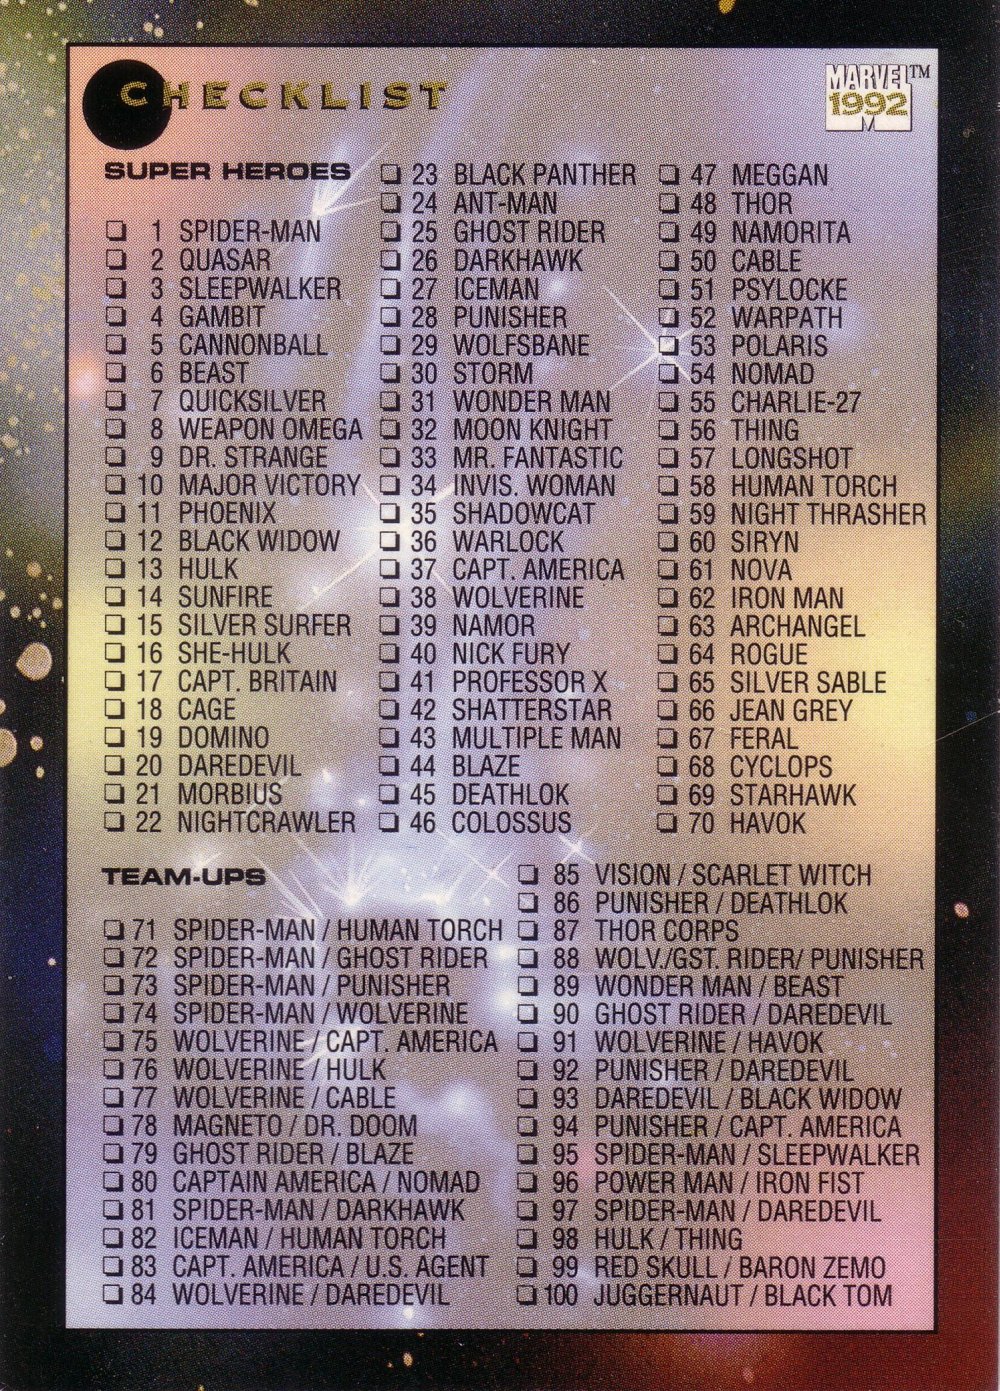 CHECKLIST
MARVEL™
1992
SUPER HEROES
1 SPIDER-MAN
2 QUASAR
3 SLEEPWALKER
4 GAMBIT
5 CANNONBALL
6 BEAST
7 QUICKSILVER
8 WEAPON OMEGA
9 DR. STRANGE
10 MAJOR VICTORY
11 PHOENIX
12 BLACK WIDOW
13 HULK
14 SUNFIRE
15 SILVER SURFER
16 SHE-HULK
17 CAPT. BRITAIN
18 CAGE
19 DOMINO
20 DAREDEVIL
21 MORBIUS
22 NIGHTCRAWLER
23 BLACK PANTHER
24 ANT-MAN
25 GHOST RIDER
26 DARKHAWK
27 ICEMAN
28 PUNISHER
29 WOLFSBANE
30 STORM
31 WONDER MAN
32 MOON KNIGHT
33 MR. FANTASTIC
34 INVIS. WOMAN
35 SHADOWCAT
36 WARLOCK
37 CAPT. AMERICA
38 WOLVERINE
39 NAMOR
40 NICK FURY
41 PROFESSOR X
42 SHATTERSTAR
43 MULTIPLE MAN
44 BLAZE
45 DEATHLOK
46 COLOSSUS
47 MEGGAN
48 THOR
49 NAMORITA
50 CABLE
51 PSYLOCKE
52 WARPATH
53 POLARIS
54 NOMAD
55 CHARLIE-27
56 THING
57 LONGSHOT
58 HUMAN TORCH
59 NIGHT THRASHER
60 SIRYN
61 NOVA
62 IRON MAN
63 ARCHANGEL
64 ROGUE
65 SILVER SABLE
66 JEAN GREY
67 FERAL
68 CYCLOPS
69 STARHAWK
70 HAVOK
TEAM-UPS
71 SPIDER-MAN / HUMAN TORCH
72 SPIDER-MAN / GHOST RIDER
73 SPIDER-MAN / PUNISHER
74 SPIDER-MAN / WOLVERINE
75 WOLVERINE / CAPT. AMERICA
76 WOLVERINE / HULK
77 WOLVERINE / CABLE
78 MAGNETO / DR. DOOM
79 GHOST RIDER / BLAZE
80 CAPTAIN AMERICA / NOMAD
81 SPIDER-MAN / DARKHAWK
82 ICEMAN / HUMAN TORCH
83 CAPT. AMERICA / U.S. AGENT
84 WOLVERINE / DAREDEVIL
85 VISION / SCARLET WITCH
86 PUNISHER / DEATHLOK
87 THOR CORPS
88 WOLV./GST. RIDER/ PUNISHER
89 WONDER MAN / BEAST
90 GHOST RIDER / DAREDEVIL
91 WOLVERINE / HAVOK
92 PUNISHER / DAREDEVIL
93 DAREDEVIL / BLACK WIDOW
94 PUNISHER / CAPT. AMERICA
95 SPIDER-MAN / SLEEPWALKER
96 POWER MAN / IRON FIST
97 SPIDER-MAN / DAREDEVIL
98 HULK / THING
99 RED SKULL / BARON ZEMO
100 JUGGERNAUT / BLACK TOM